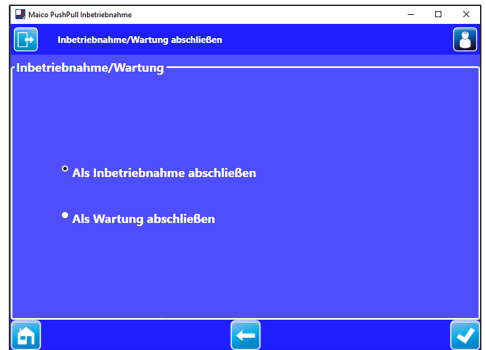 Maico PushPull Inbetriebnahme
Inbetriebnahme/Wartung abschließen
Inbetriebnahme/Wartung
Als Inbetriebnahme abschließen
Als Wartung abschließen